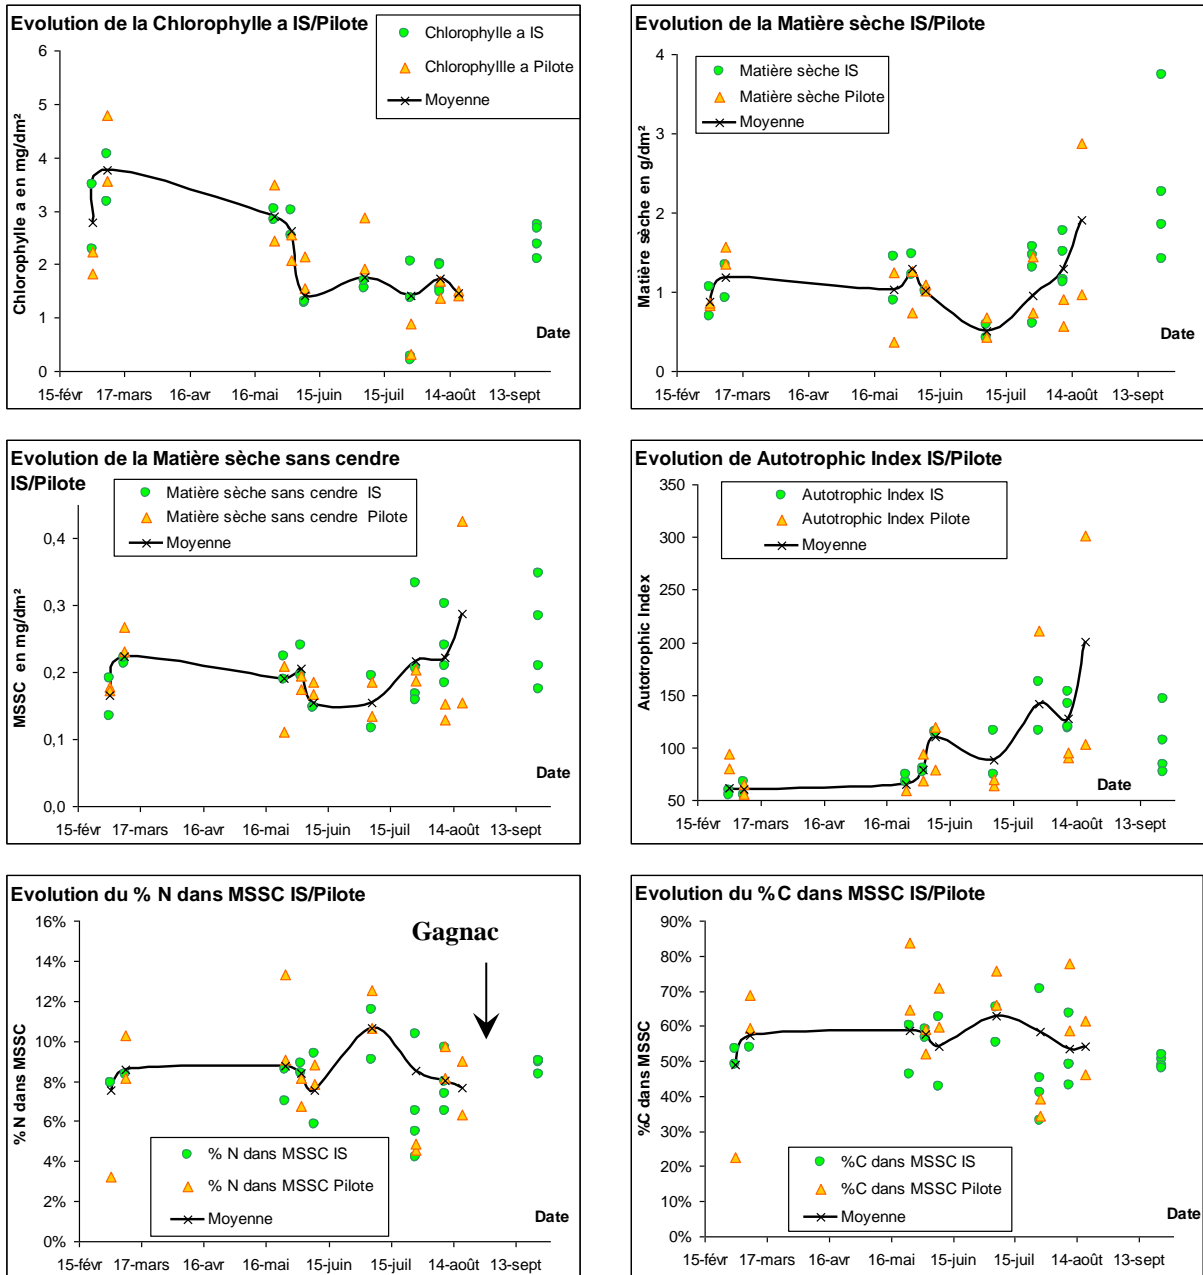 Evolution de la Chlorophylle a IS/Pilote
Chlorophylle a IS
Chlorophyllle a Pilote
Moyenne
Chlorophylle a en mg/dm²
6
5
4
3
2
1
0
Date
15-févr 17-mars 16-avr 16-mai 15-juin 15-juil 14-août 13-sept
Evolution de la Matière sèche IS/Pilote
Matière sèche IS
Matière sèche Pilote
Moyenne
Matière sèche en g/dm²
4
3
2
1
0
Date
15-févr 17-mars 16-avr 16-mai 15-juin 15-juil 14-août 13-sept
Evolution de la Matière sèche sans cendre
IS/Pilote
Matière sèche sans cendre IS
Matière sèche sans cendre Pilote
Moyenne
MSSC en mg/dm²
0,4
0,3
0,2
0,1
0,0
Date
15-févr 17-mars 16-avr 16-mai 15-juin 15-juil 14-août 13-sept
Evolution de Autotrophic Index IS/Pilote
Autotrophic Index IS
Autotrophic Index Pilote
Moyenne
Autotrophic Index
350
300
250
200
150
100
50
Date
15-févr 17-mars 16-avr 16-mai 15-juin 15-juil 14-août 13-sept
Evolution du % N dans MSSC IS/Pilote
Gagnac
% N dans MSSC
16%
14%
12%
10%
8%
6%
4%
2%
0%
% N dans MSSC IS
% N dans MSSC Pilote
Moyenne
Date
15-févr 17-mars 16-avr 16-mai 15-juin 15-juil 14-août 13-sept
Evolution du %C dans MSSC IS/Pilote
%C dans MSSC
90%
80%
70%
60%
50%
40%
30%
20%
10%
0%
%C dans MSSC IS
%C dans MSSC Pilote
Moyenne
Date
15-févr 17-mars 16-avr 16-mai 15-juin 15-juil 14-août 13-sept